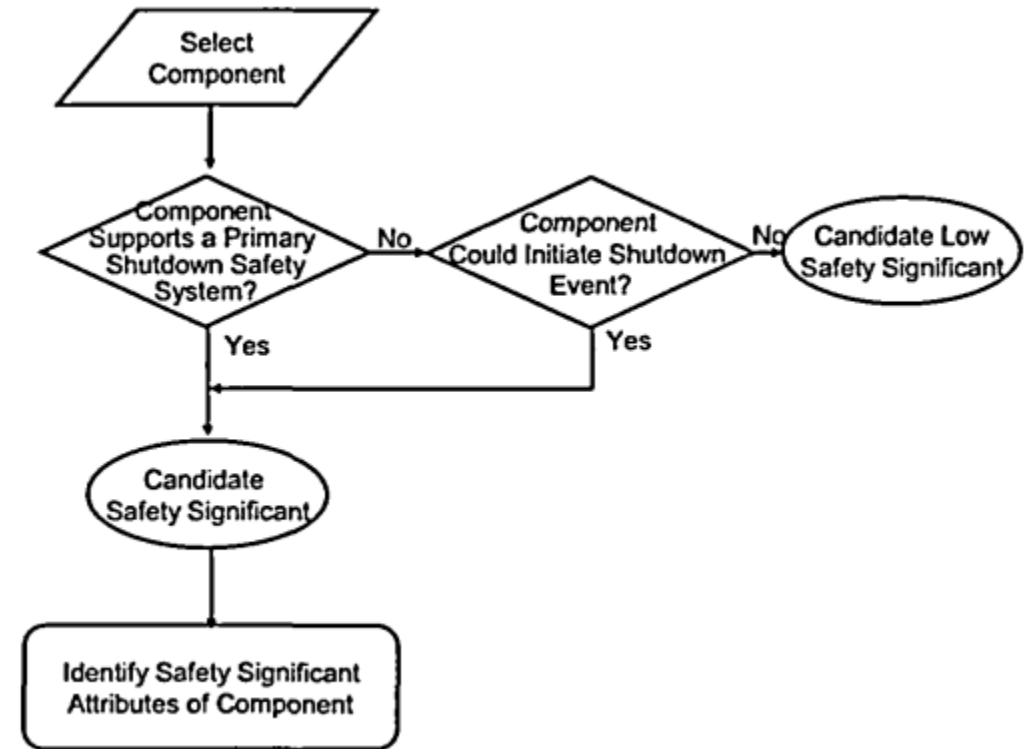 Select
Component
Component
Supports a Primary
Shutdown Safety
System?
No
Component
Could Initiate Shutdown
Event?
No
Candidate Low
Safety Significant
Yes
Yes
Candidate
Safety Significant
Identify Safety Significant
Attributes of Component